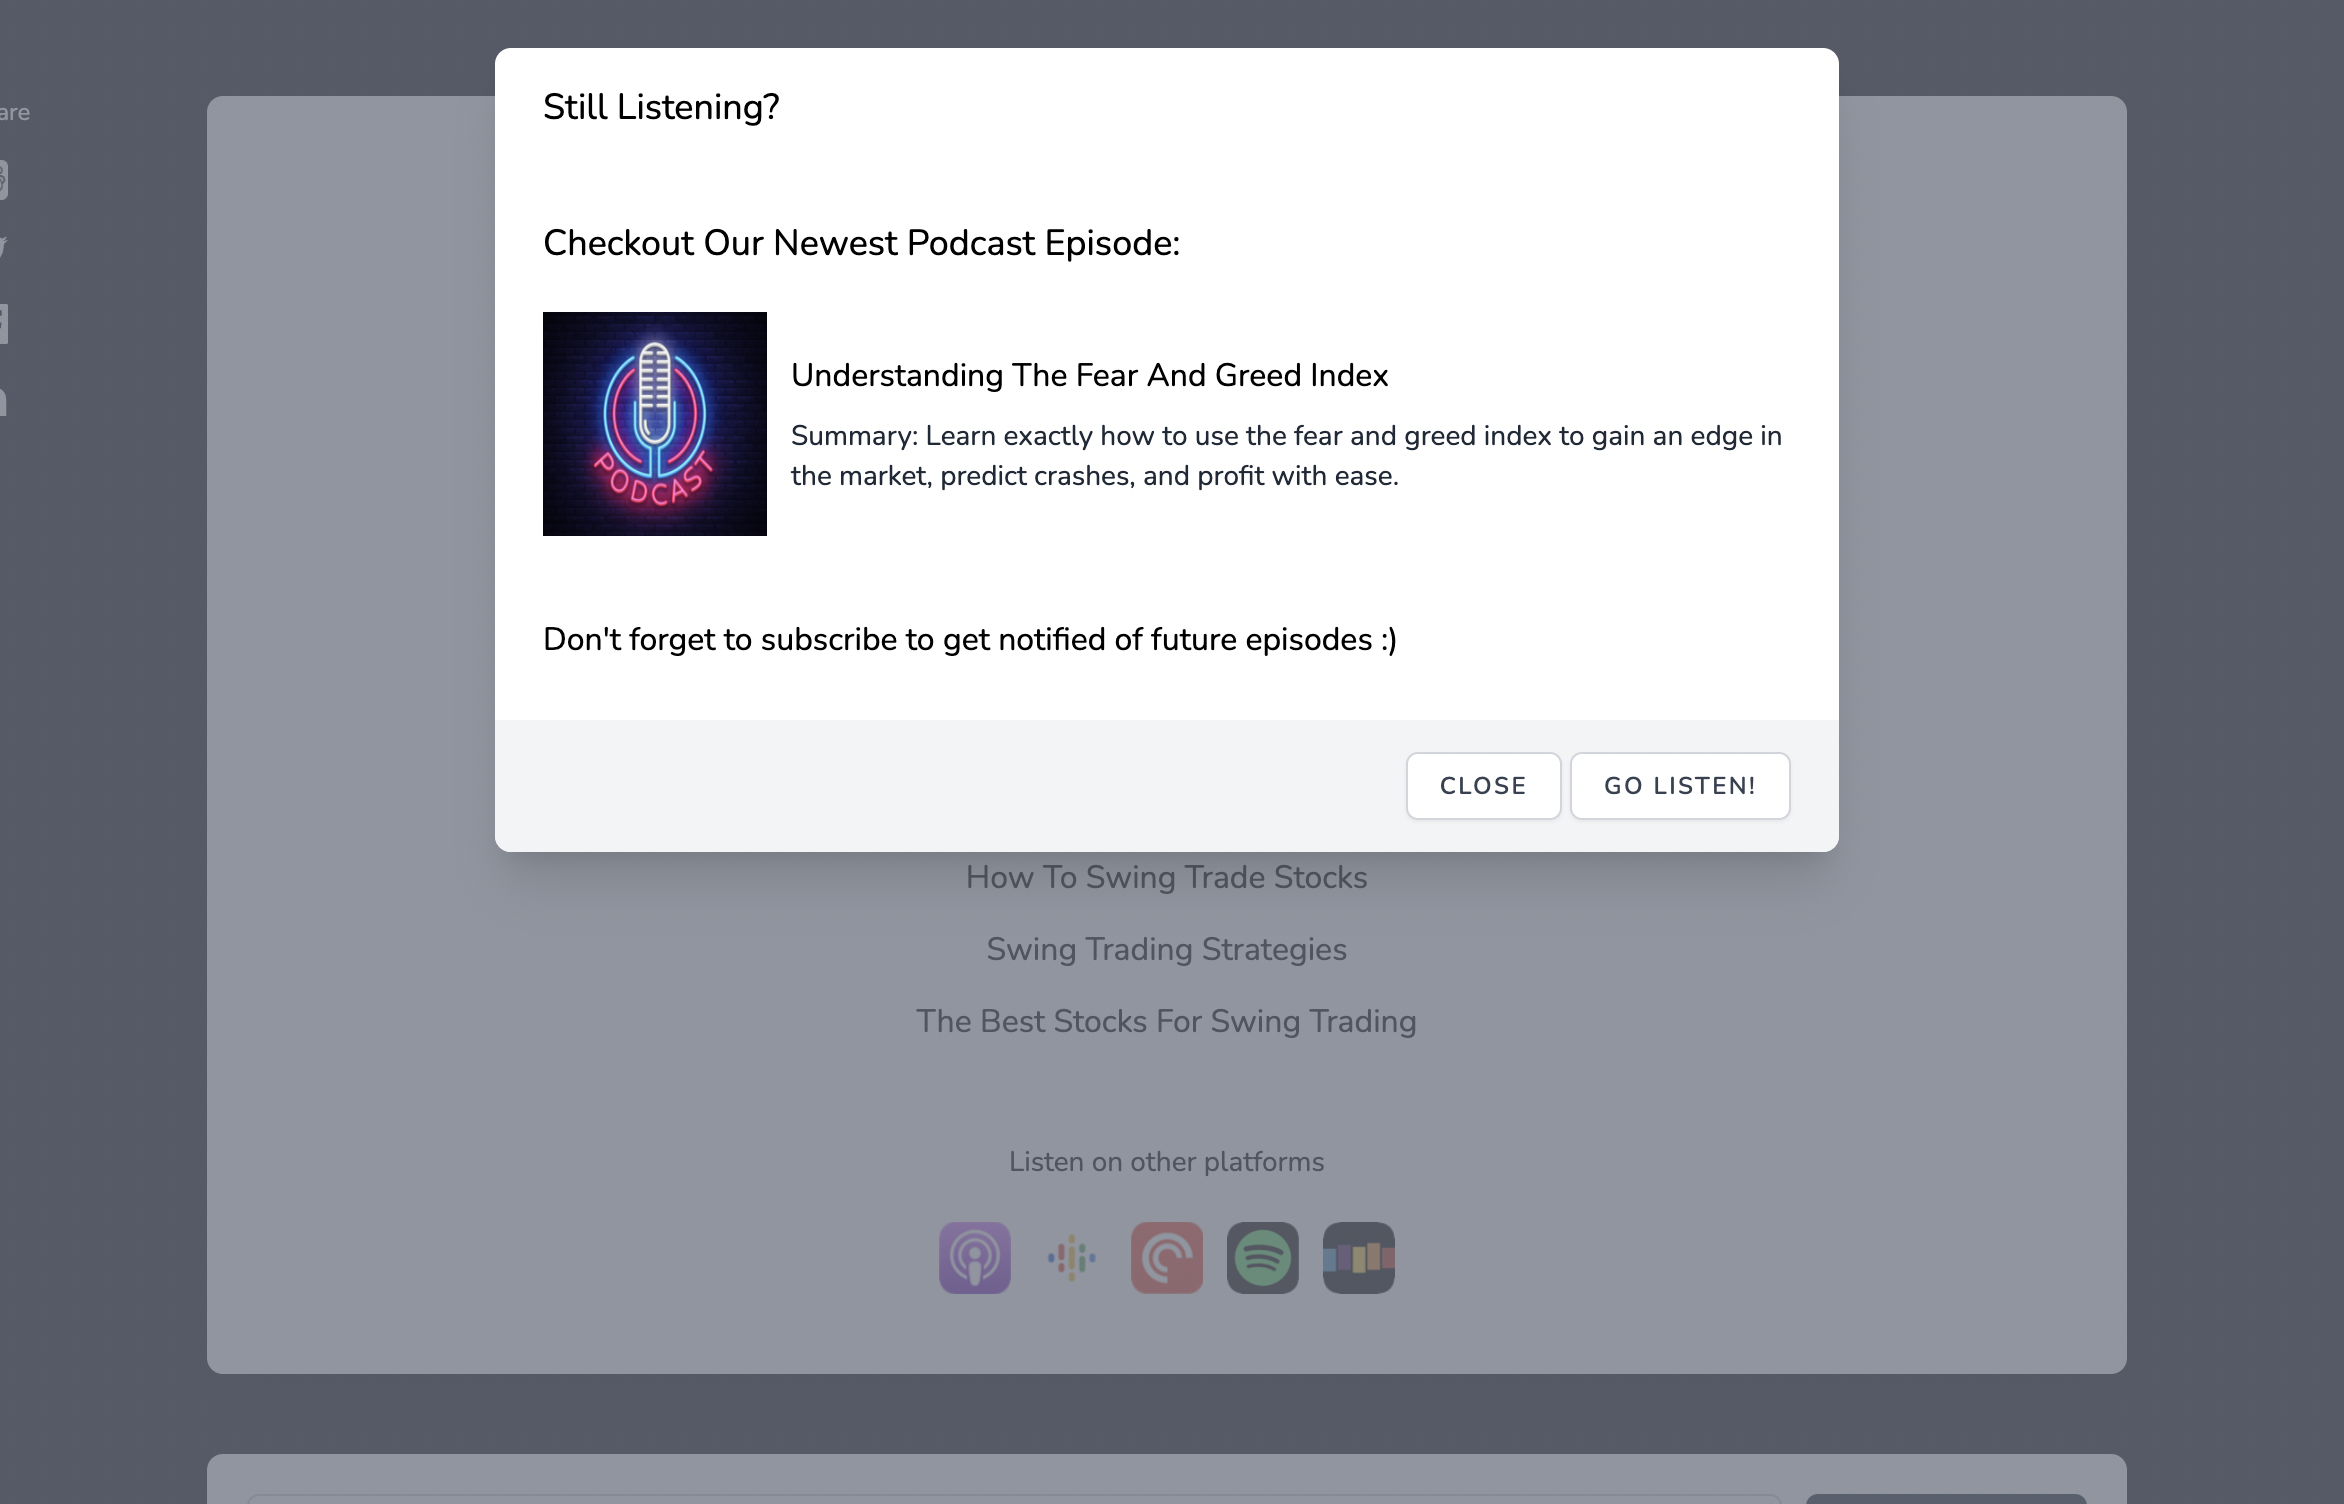 Still Listening?
Checkout Our Newest Podcast Episode:
PODCAST
Understanding The Fear And Greed Index
Summary: Learn exactly how to use the fear and greed index to gain an edge in
the market, predict crashes, and profit with ease.
Don't forget to subscribe to get notified of future episodes :)
CLOSE
GO LISTEN!
are
How To Swing Trade Stocks
Swing Trading Strategies
The Best Stocks For Swing Trading
Listen on other platforms